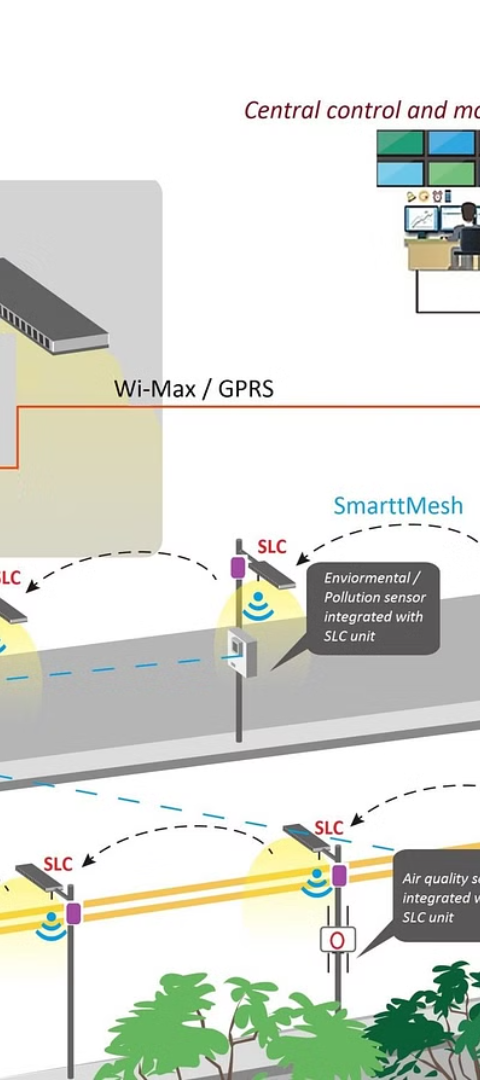 Central control and
Wi-Max / GPRS
SmarttMesh
SLC
SLC
Enviormental /
Pollution sensor
integrated with
SLC unit
SLC
SLC
Air quality
integrated
SLC unit